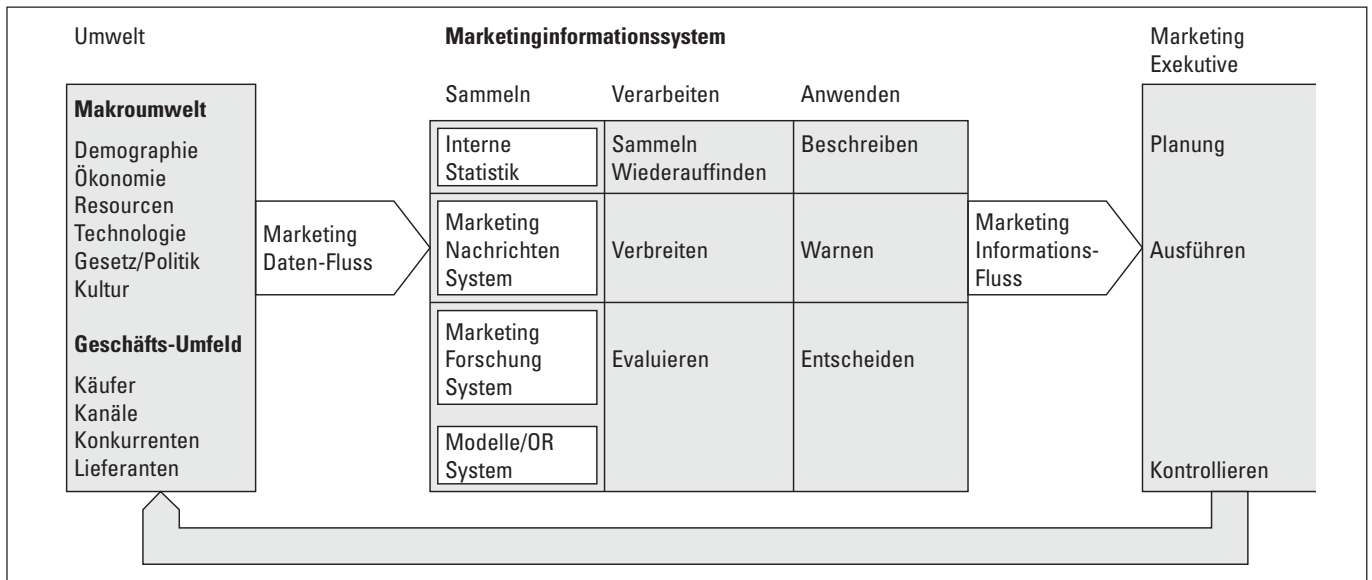 Umwelt
Marketinginformationssystem
Marketing
Exekutive
Sammeln
Verarbeiten
Anwenden
Makroumwelt
Demographie
Ökonomie
Resourcen
Technologie
Gesetz/Politik
Kultur
Geschäfts-Umfeld
Käufer
Kanäle
Konkurrenten
Lieferanten
Marketing
Daten-Fluss
Interne
Statistik
Sammeln
Wiederauffinden
Beschreiben
Marketing
Nachrichten
System
Verbreiten
Warnen
Marketing
Forschung
System
Evaluieren
Entscheiden
Modelle/OR
System
Marketing
Informations-
Fluss
Planung
Ausführen
Kontrollieren